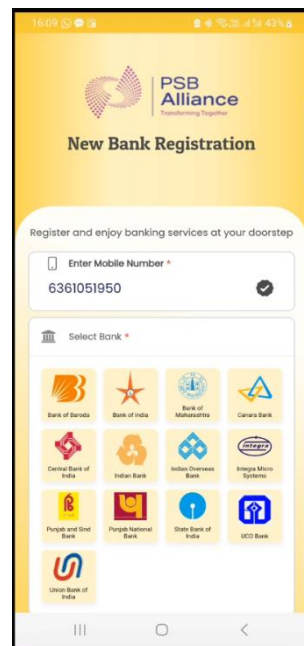 16:09
43%
PSB
Alliance
Transforming Together
New Bank Registration
Register and enjoy banking services at your doorstep
Enter Mobile Number *
6361051950
Select Bank *
Bank of Baroda
Bank of India
Bank of
Maharashtra
Canara Bank
Central Bank of
India
Indian Bank
Indian Overseas
Bank
integra
Integra Micro
Systems
Punjab and Sind
Bank
Punjab National
Bank
State Bank of
India
UCO Bank
Union Bank of
India